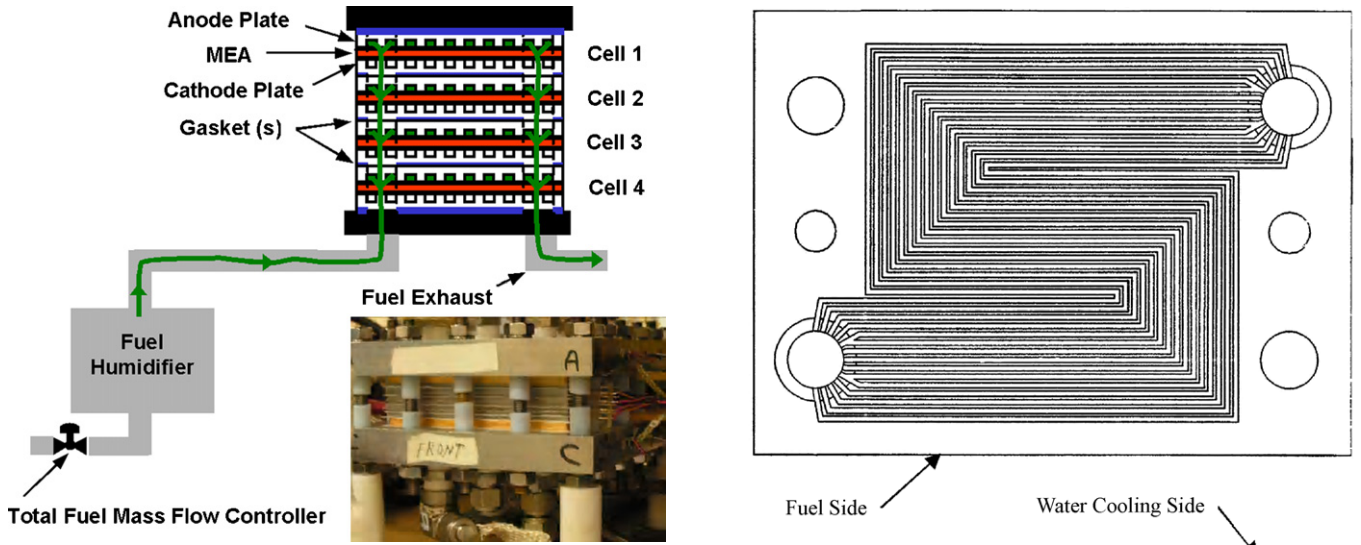 Anode Plate
MEA
Cathode Plate
Gasket (s)
Cell 1
Cell 2
Cell 3
Cell 4
Fuel Exhaust
Fuel
Humidifier
Total Fuel Mass Flow Controller
A
FRONT
C
Fuel Side
Water Cooling Side